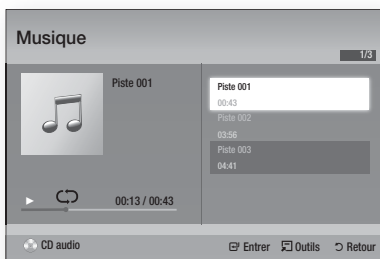 Musique
1/3
Piste 001
00:13 / 00:43
Piste 001
00:43
Piste 002
03:56
Piste 003
04:41
CD audio
Entrer Outils Retour